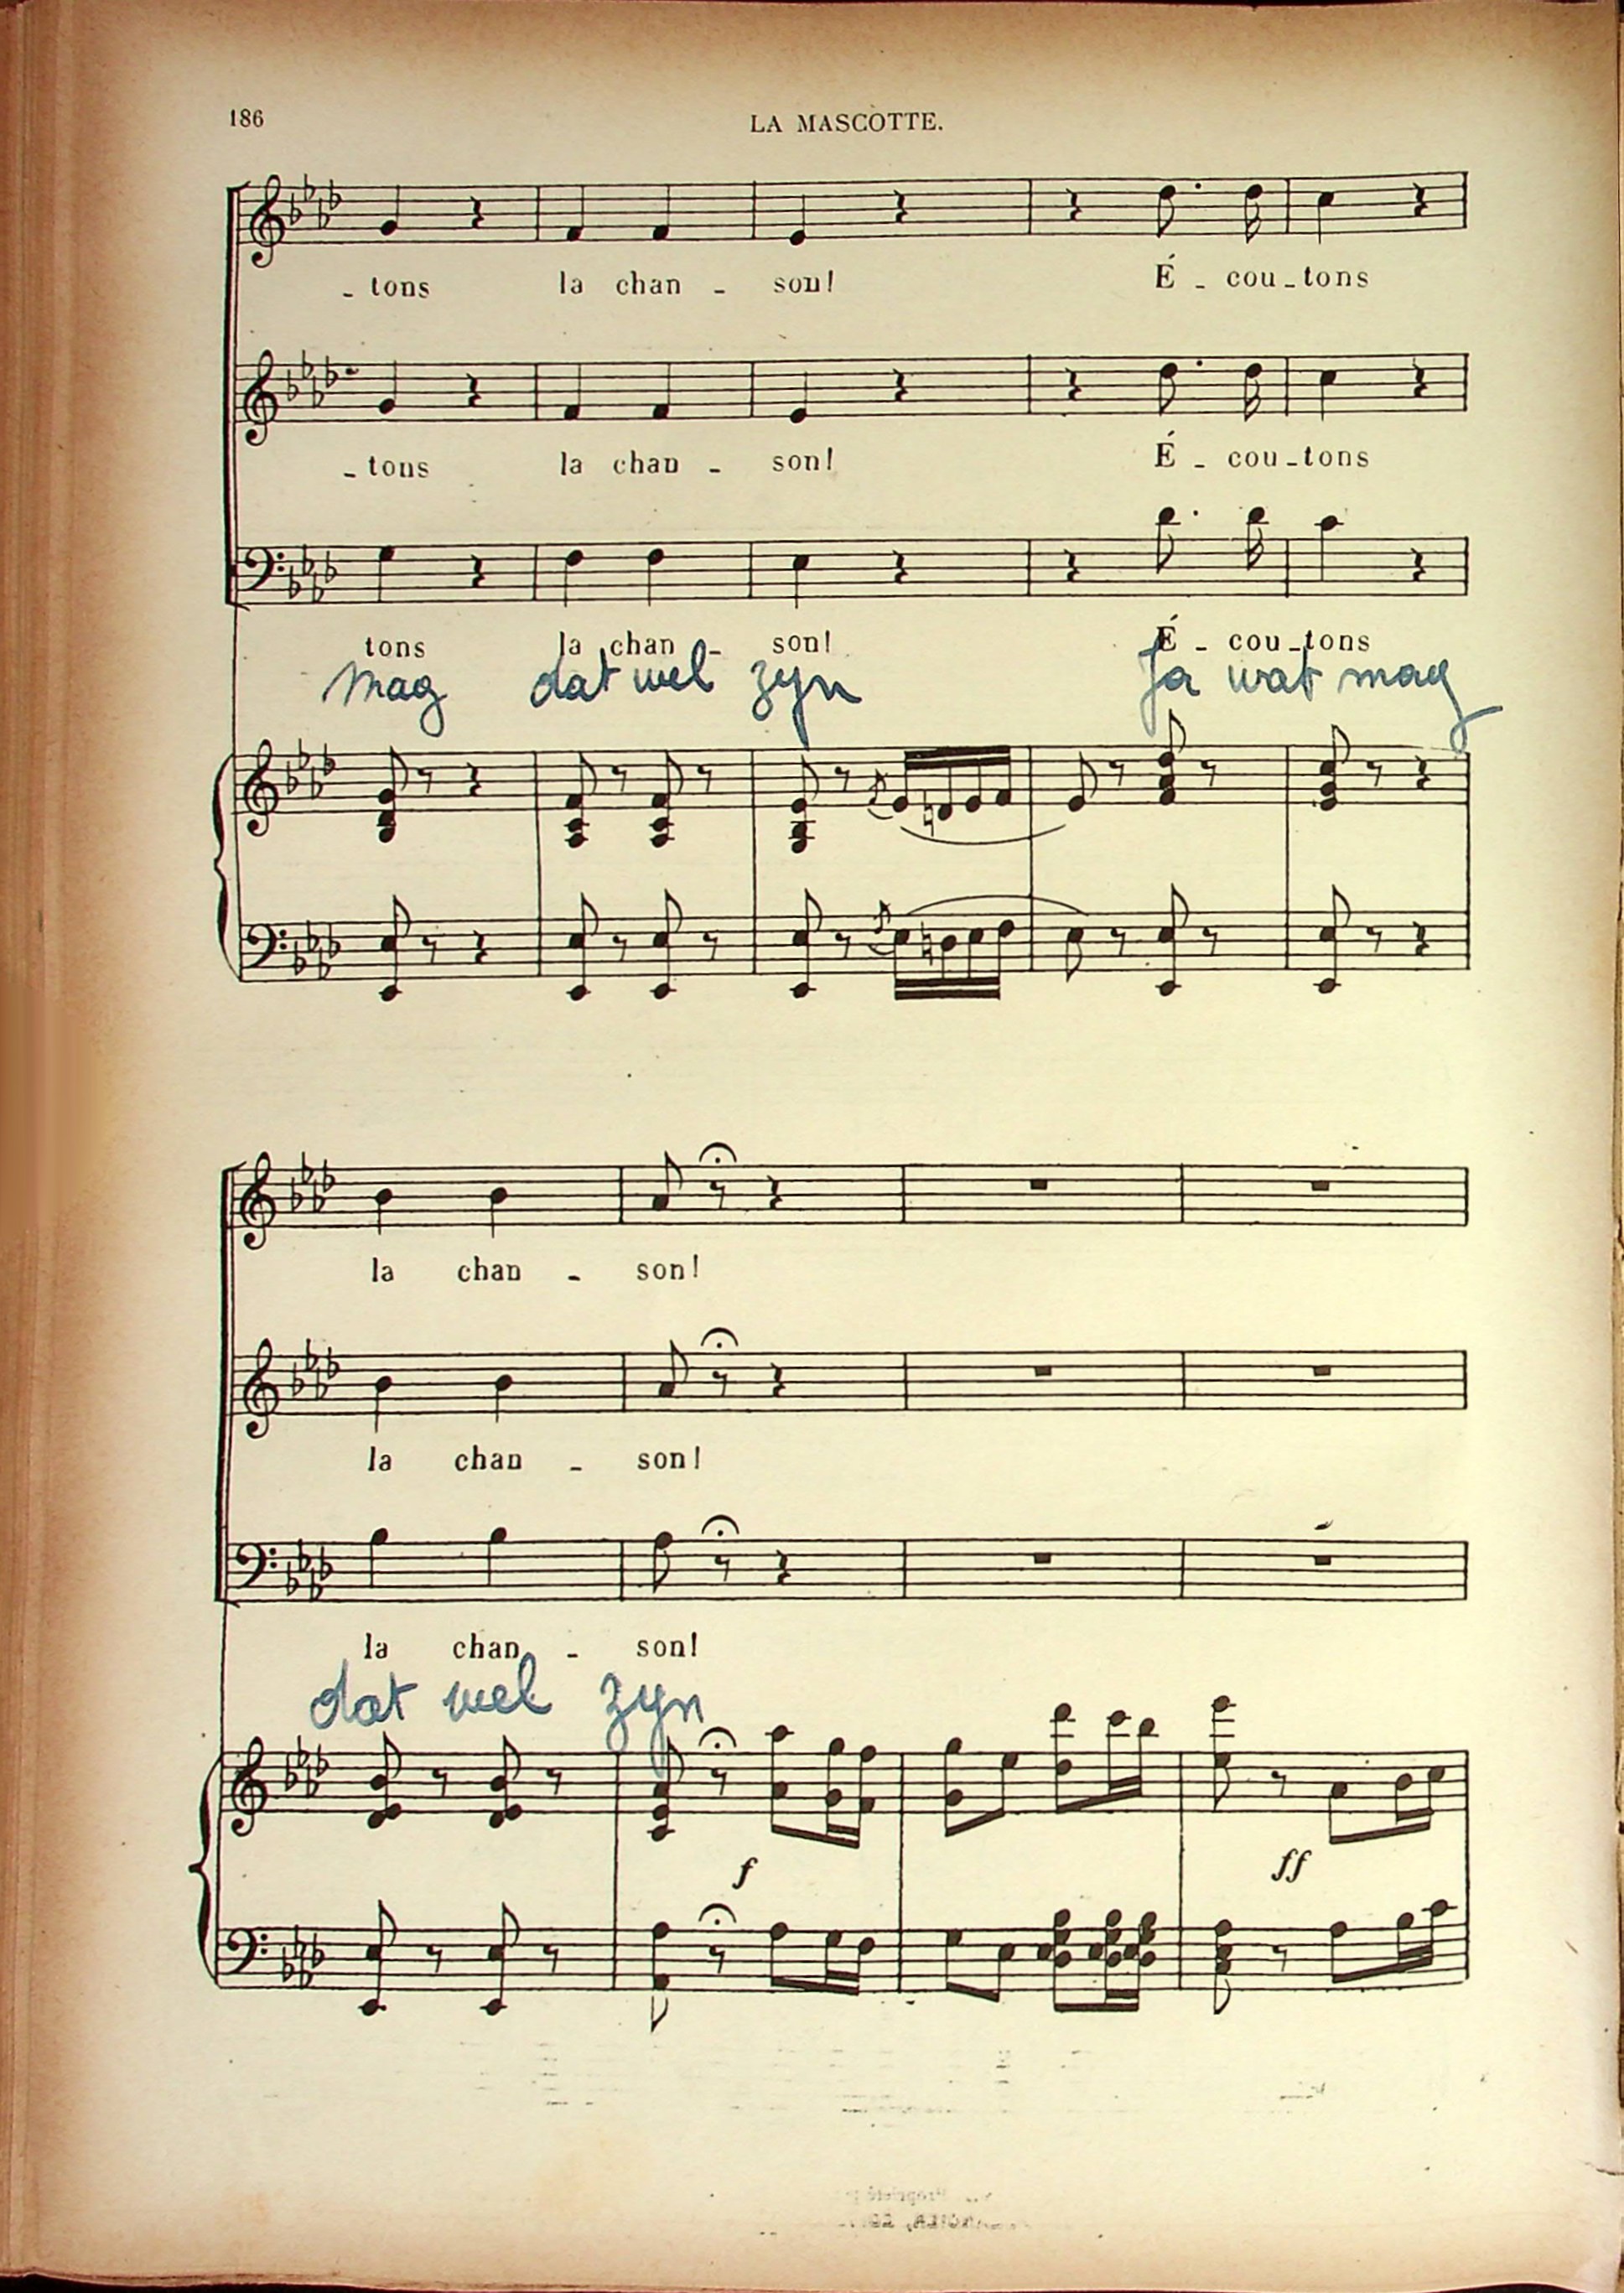 186
LA MASCOTTE.
_ tons la chan _ son! É _ cou _ tons
_ tons la chan _ son! É _ cou _ tons
tons la chan _ son! É _ cou _ tons
mag dat wel zyn Ja wat mag
la chan _ son!
la chan _ son!
la chan _ son!
dat wel zyn
f ff